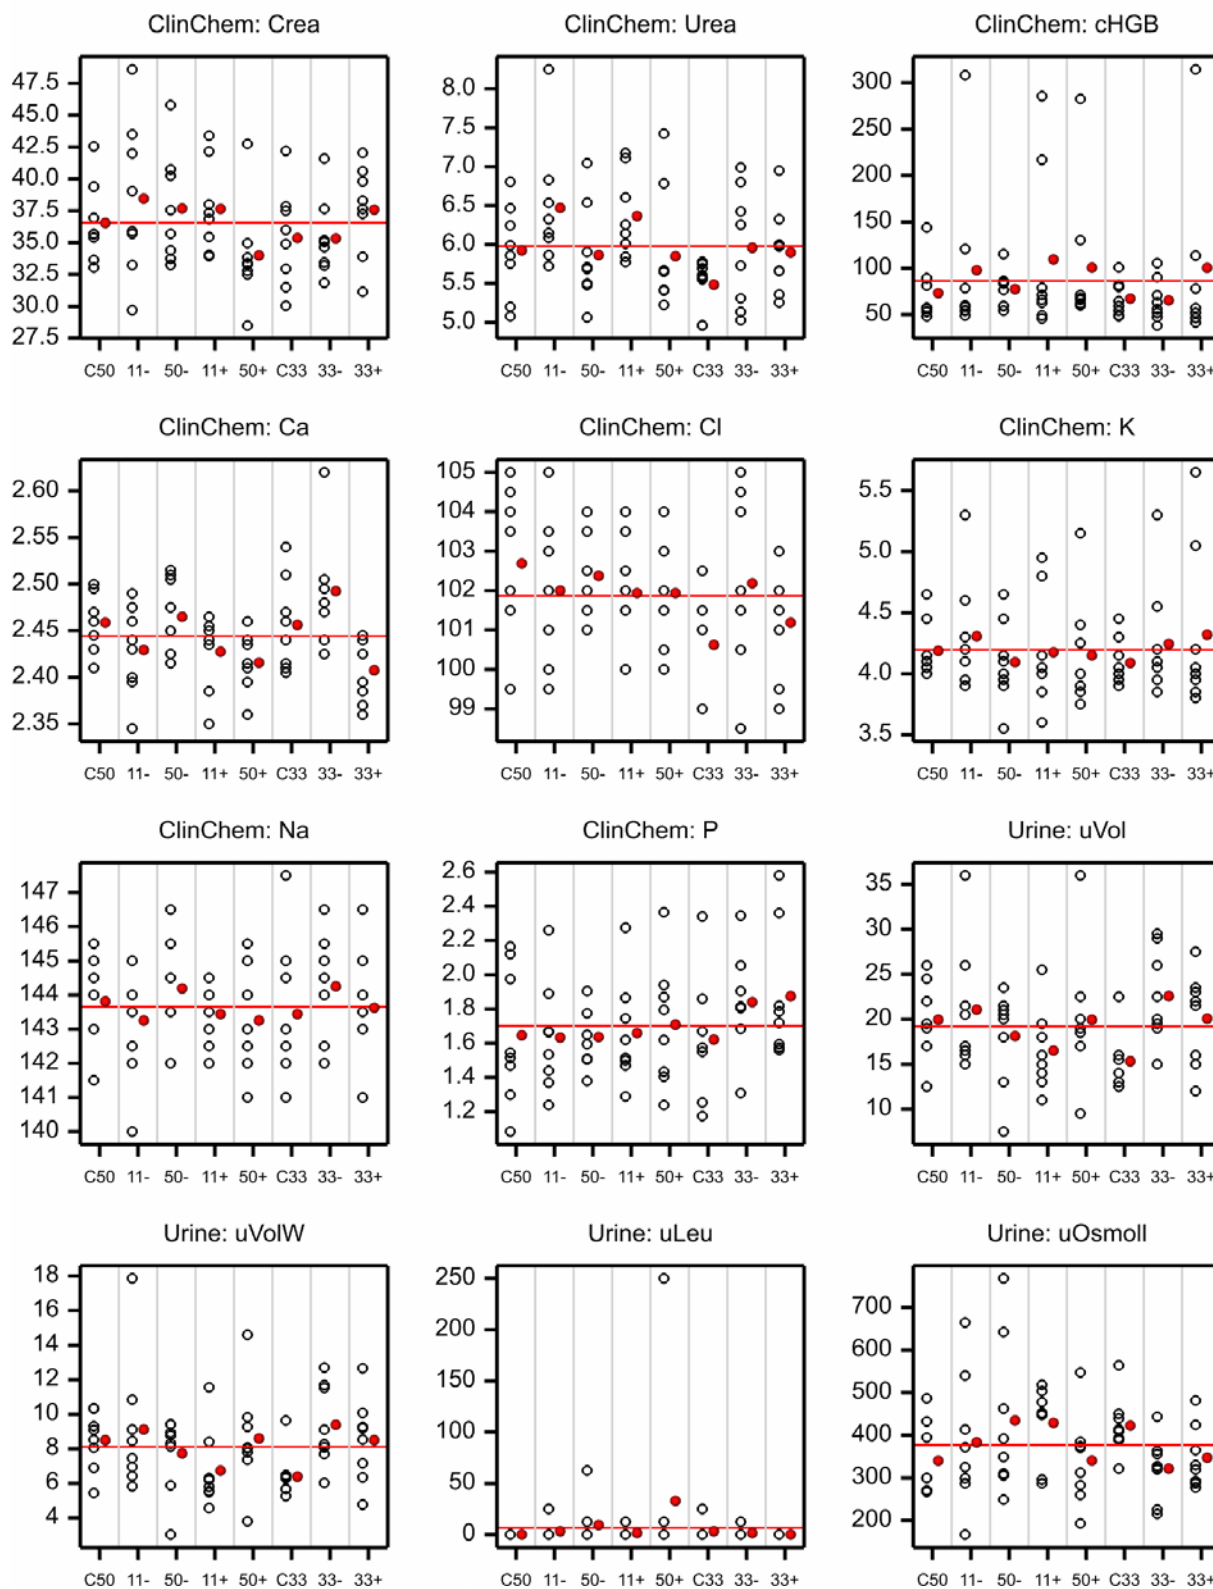 ClinChem: Crea ClinChem: Urea ClinChem: cHGB
47.5 8.0 300
45.0 7.5 250
42.5 7.0 200
40.0 6.5 150
37.5 6.0 100
35.0 5.5 50
32.5 5.0
30.0
27.5
C50 11- 50- 11+ 50+ C33 33- 33+ C50 11- 50- 11+ 50+ C33 33- 33+ C50 11- 50- 11+ 50+ C33 33- 33+
ClinChem: Ca ClinChem: Cl ClinChem: K
2.60 105 5.5
2.55 104 5.0
2.50 103 4.5
2.45 102 4.0
2.40 101 3.5
2.35 100
99
C50 11- 50- 11+ 50+ C33 33- 33+ C50 11- 50- 11+ 50+ C33 33- 33+ C50 11- 50- 11+ 50+ C33 33- 33+
ClinChem: Na ClinChem: P Urine: uVol
147 2.6 35
146 2.4 30
145 2.2 25
144 2.0 20
143 1.8 15
142 1.6 10
141 1.4
140 1.2
C50 11- 50- 11+ 50+ C33 33- 33+ C50 11- 50- 11+ 50+ C33 33- 33+ C50 11- 50- 11+ 50+ C33 33- 33+
Urine: uVolW Urine: uLeu Urine: uOsmoll
18 250 700
16 200 600
14 150 500
12 100 400
10 50 300
8 0 200
6
4
C50 11- 50- 11+ 50+ C33 33- 33+ C50 11- 50- 11+ 50+ C33 33- 33+ C50 11- 50- 11+ 50+ C33 33- 33+